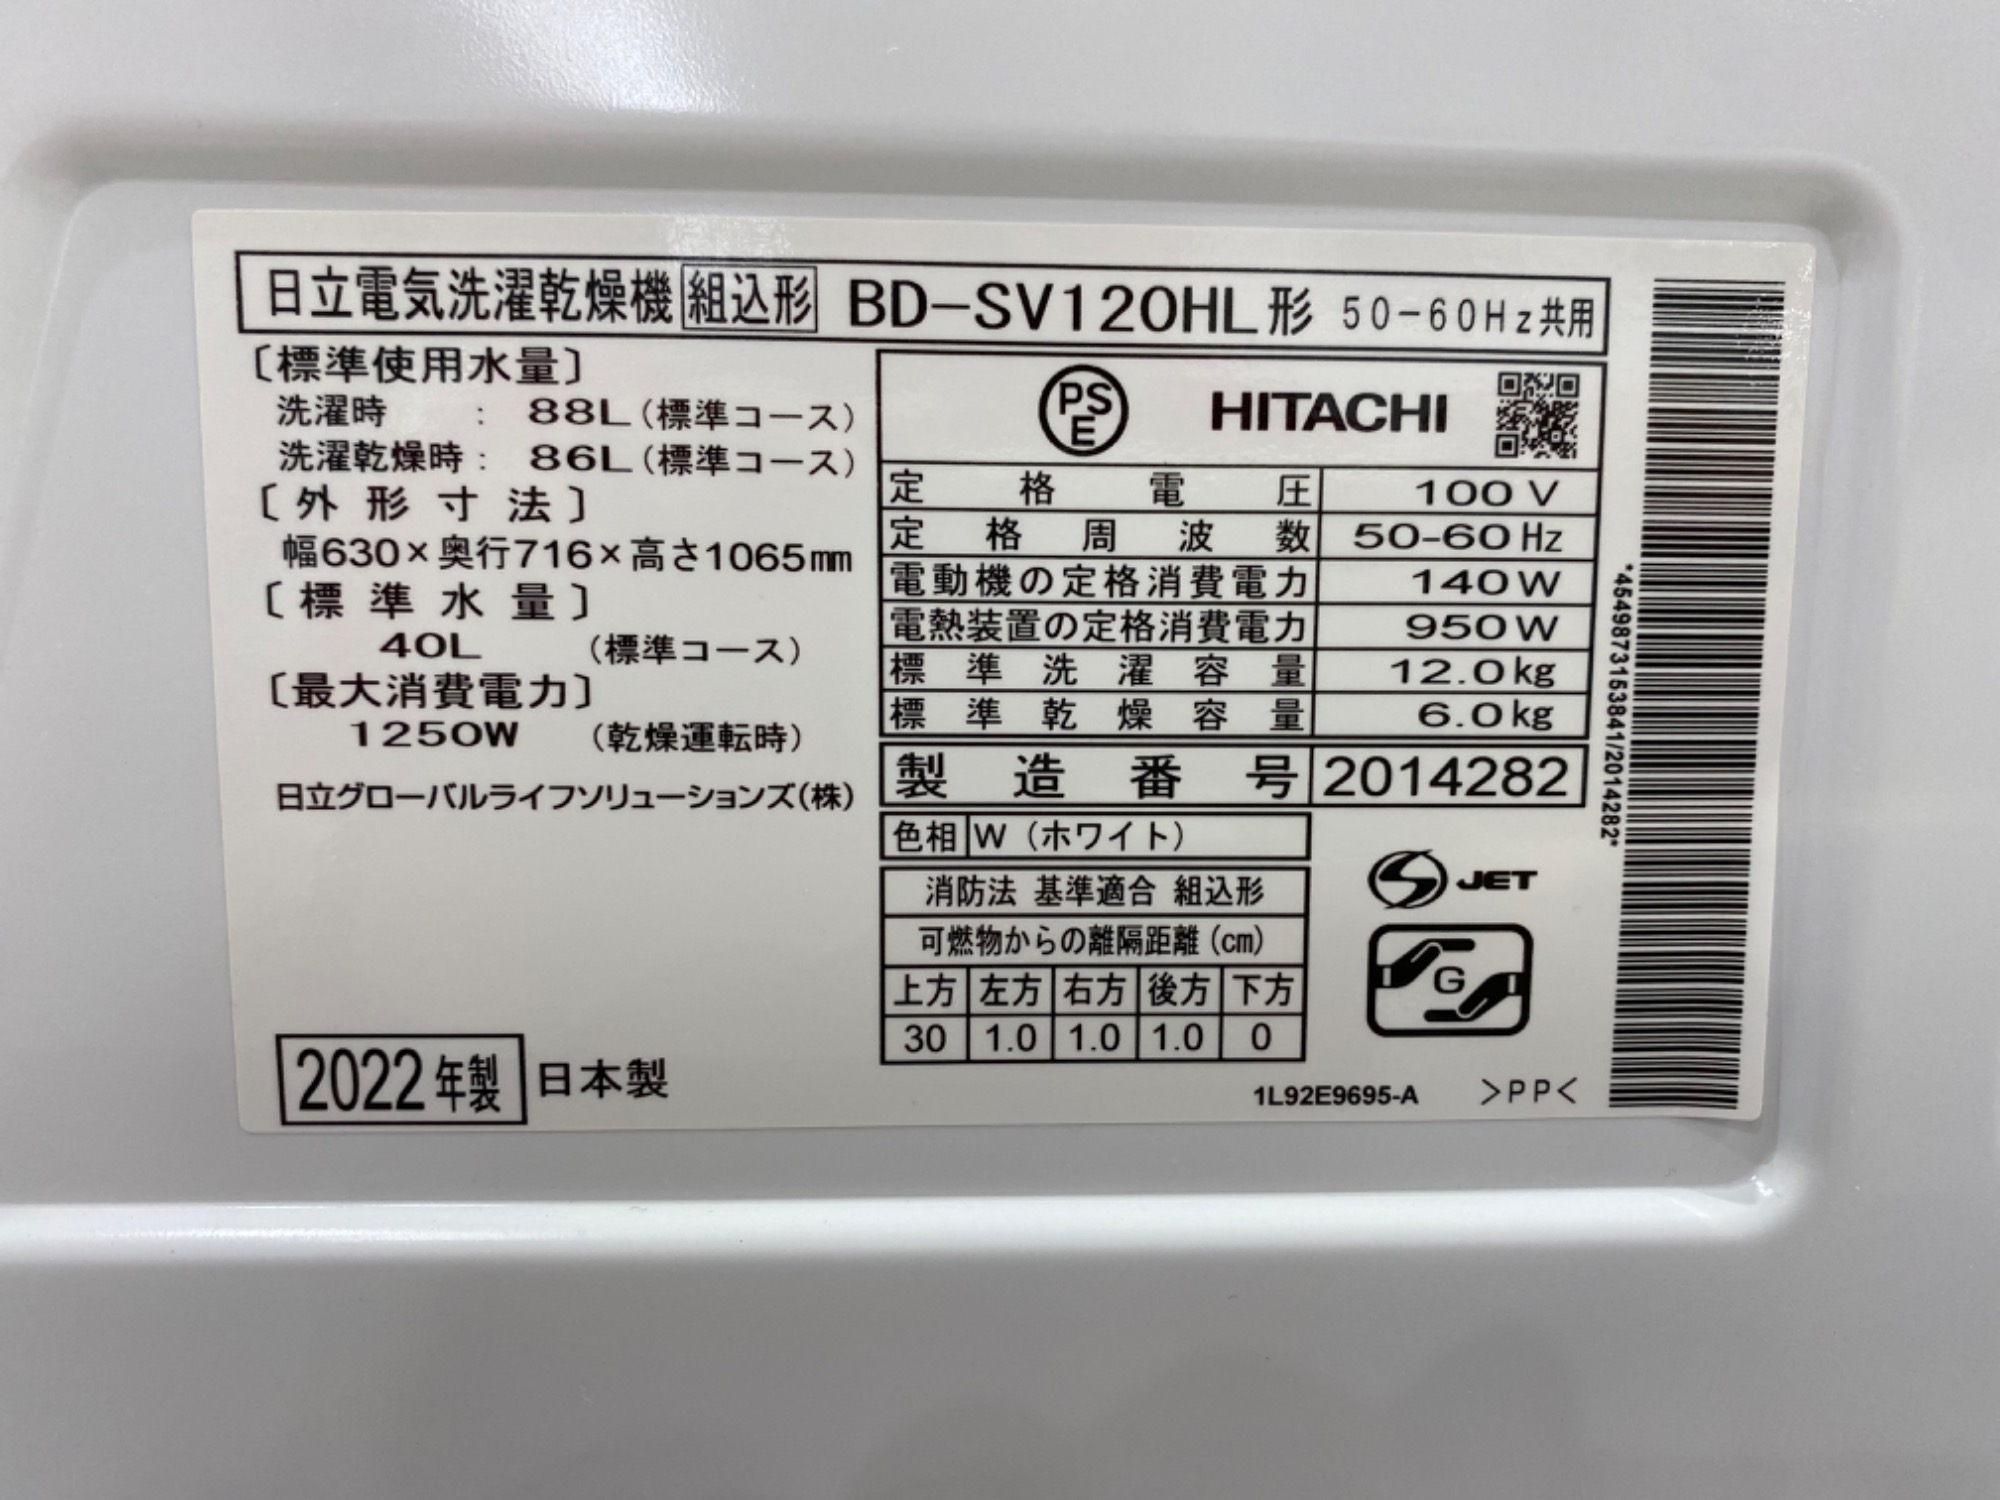 日立電気洗濯乾燥機 組込形 BD-SV120HL形 50-60Hz共用
〔標準使用水量〕
洗濯時 : 88L(標準コース)
洗濯乾燥時: 86L(標準コース)
〔外形寸法〕
幅630×奥行716×高さ1065mm
〔標準水量〕
40L (標準コース)
〔最大消費電力〕
1250W (乾燥運転時)
日立グローバルライフソリューションズ(株)
2022年製 日本製
PSE HITACHI
定格電圧 100V
定格周波数 50-60Hz
電動機の定格消費電力 140W
電熱装置の定格消費電力 950W
標準洗濯容量 12.0kg
標準乾燥容量 6.0kg
製造番号 2014282
色相 W(ホワイト)
消防法 基準適合 組込形
可燃物からの離隔距離(cm)
上方 左方 右方 後方 下方
30 1.0 1.0 1.0 0
S JET
G
1L92E9695-A >PP<
*4549873153841/2014282*